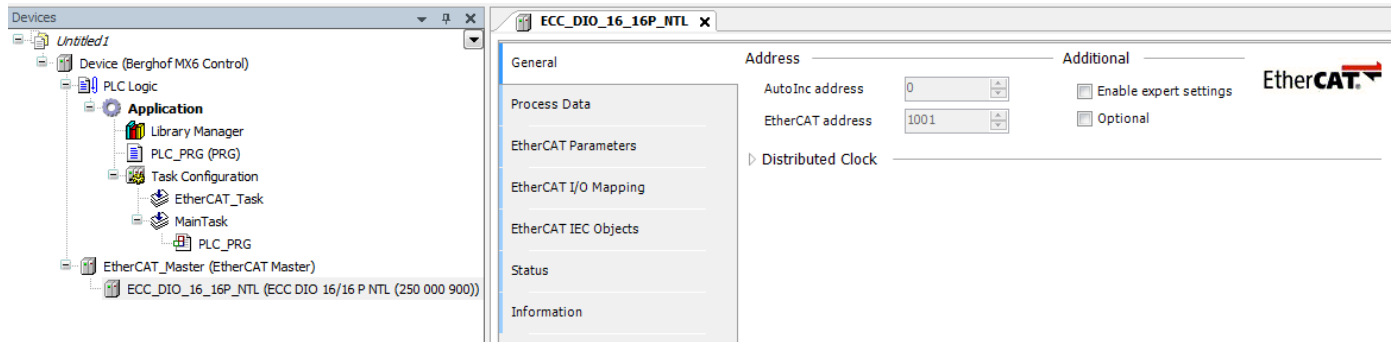 Devices
Untitled1
Device (Berghof MX6 Control)
PLC Logic
Application
Library Manager
PLC_PRG (PRG)
Task Configuration
EtherCAT_Task
MainTask
PLC_PRG
EtherCAT_Master (EtherCAT Master)
ECC_DIO_16_16P_NTL (ECC DIO 16/16 P NTL (250 000 900))
ECC_DIO_16_16P_NTL
General
Process Data
EtherCAT Parameters
EtherCAT I/O Mapping
EtherCAT IEC Objects
Status
Information
Address
AutoInc address 0
EtherCAT address 1001
Distributed Clock
Additional
Enable expert settings
Optional
EtherCAT.